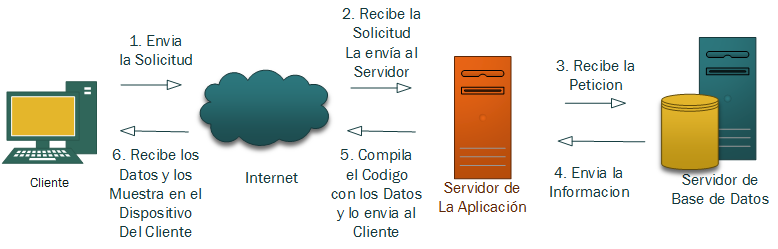 1. Envia
la Solicitud
2. Recibe la
Solicitud
La envía al
Servidor
3. Recibe la
Peticion
4. Envia la
Informacion
5. Compila
el Codigo
con los Datos
y lo envia al
Cliente
6. Recibe los
Datos y los
Muestra en el
Dispositivo
Del Cliente
Cliente
Internet
Servidor de
La Aplicación
Servidor de
Base de Datos